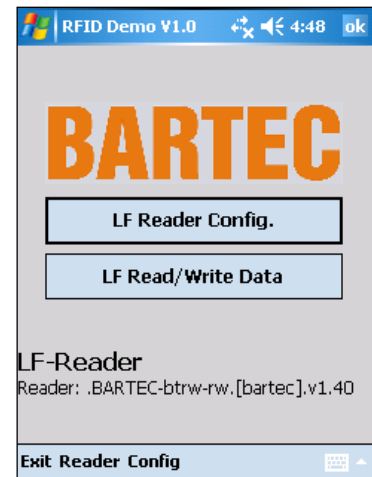 RFID Demo V1.0 4:48 ok
BARTEC
LF Reader Config.
LF Read/Write Data
LF-Reader
Reader: .BARTEC-btrw-rw.[bartec].v1.40
Exit Reader Config